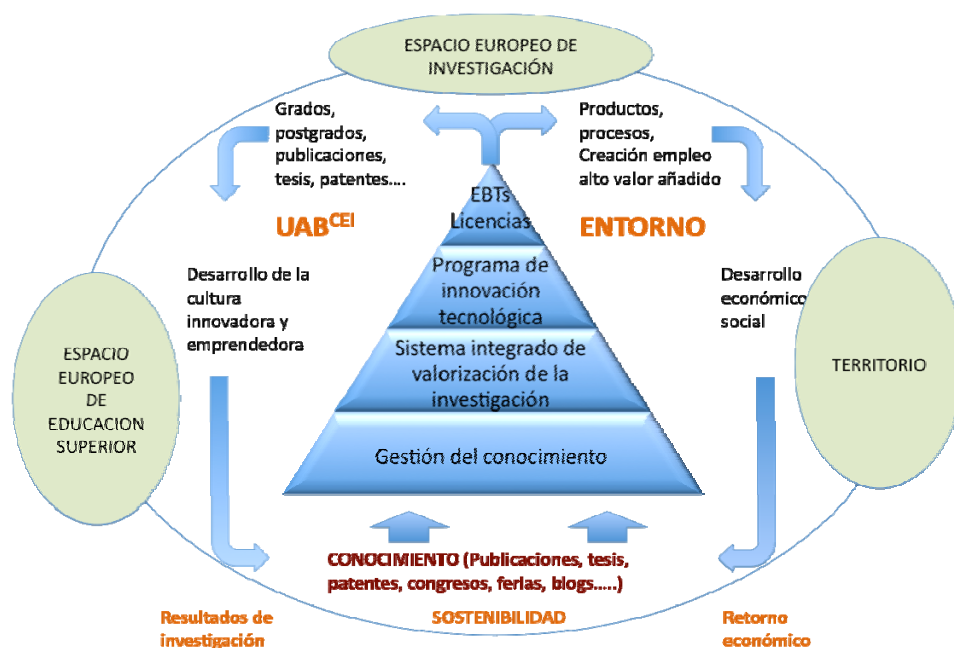 ESPACIO EUROPEO DE
INVESTIGACIÓN
Grados,
postgrados,
publicaciones,
tesis, patentes....
Productos,
procesos,
Creación empleo
alto valor añadido
UAB CEI
ENTORNO
EBTs
Licencias
Programa de
innovación
tecnológica
Sistema integrado de
valorización de la
investigación
Gestión del conocimiento
Desarrollo de la
cultura
innovadora y
emprendedora
Desarrollo
económico
social
ESPACIO
EUROPEO
DE
EDUCACION
SUPERIOR
TERRITORIO
CONOCIMIENTO (Publicaciones, tesis,
patentes, congresos, ferias, blogs.....)
Resultados de
investigación
SOSTENIBILIDAD
Retorno
económico